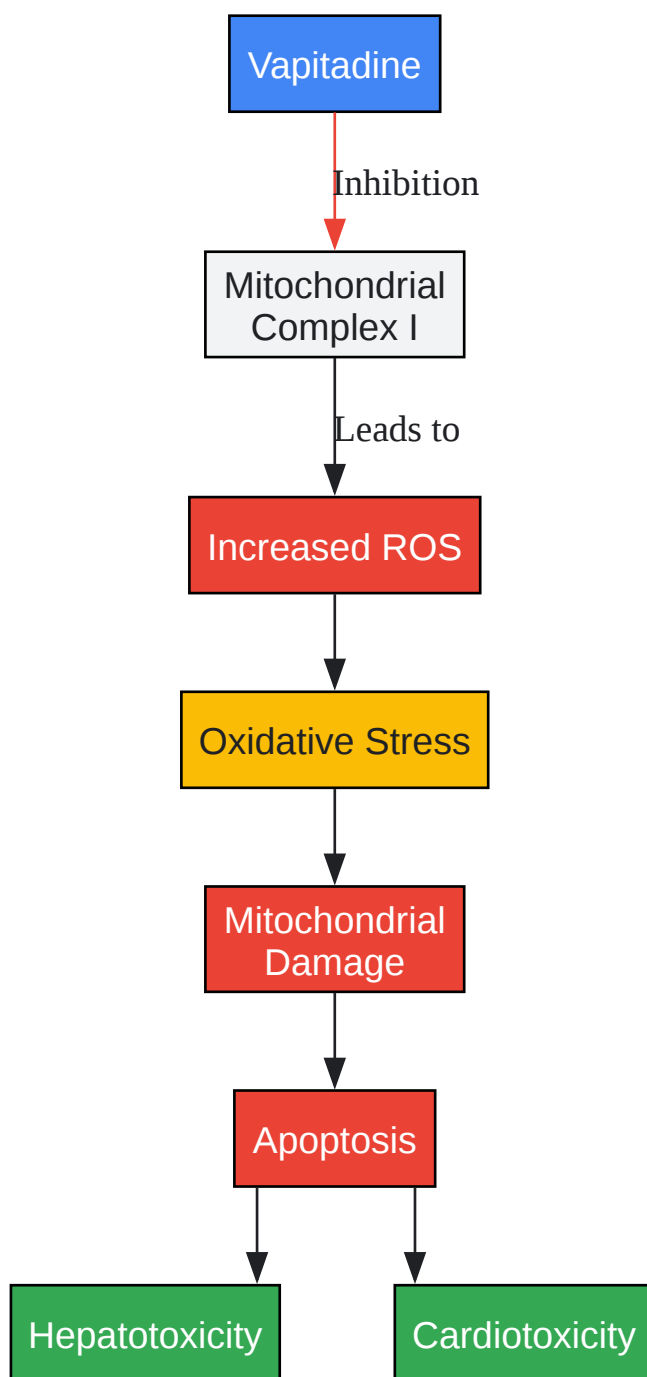 Vapitadine
Inhibition
Mitochondrial
Complex I
Leads to
Increased ROS
Oxidative Stress
Mitochondrial
Damage
Apoptosis
Hepatotoxicity
Cardiotoxicity